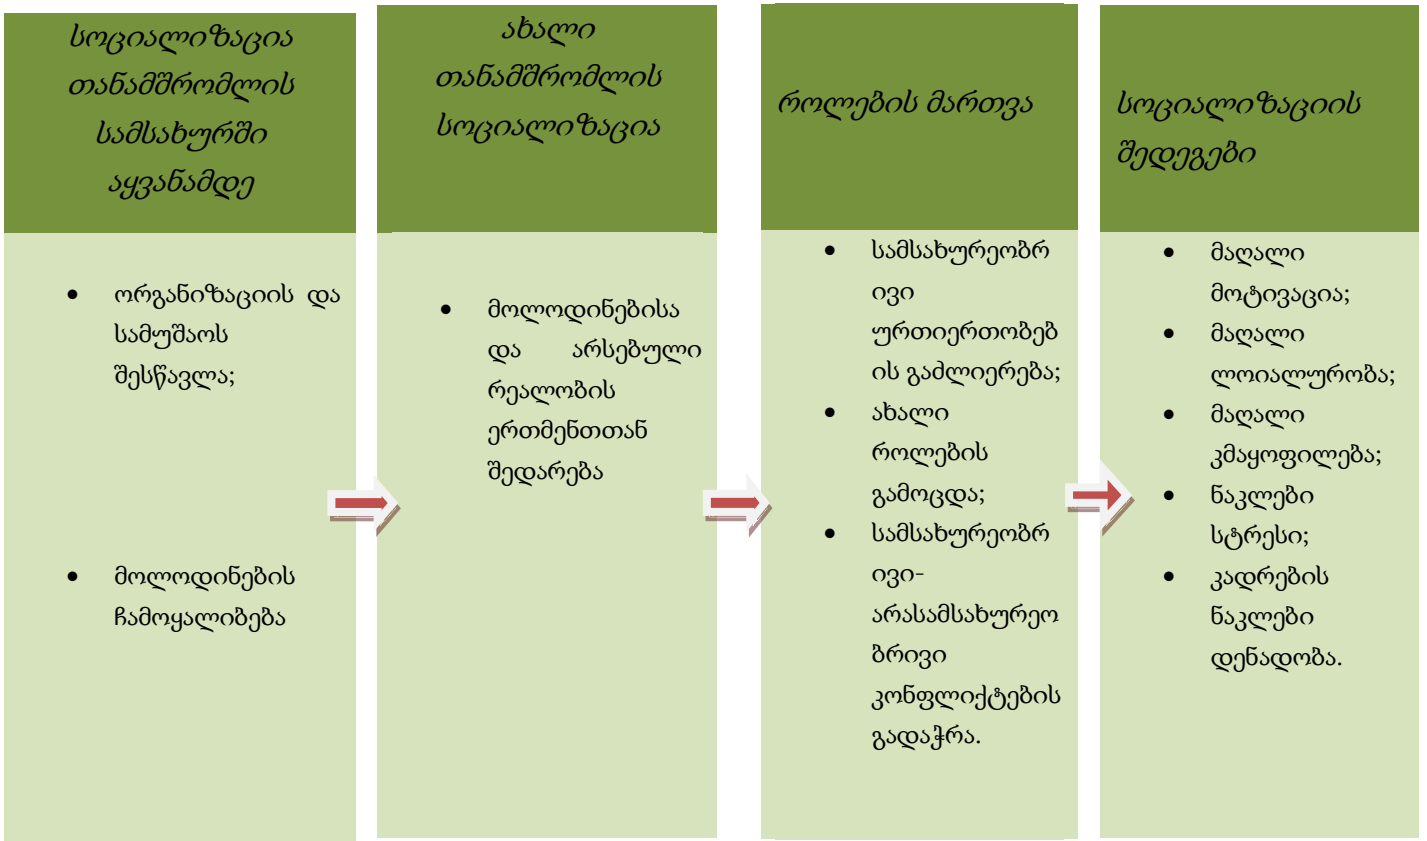 სოციალიზაცია
თანამშრომლის
სამსახურში
აყვანამდე
• ორგანიზაციის და
სამუშაოს
შესწავლა;
• მოლოდინების
ჩამოყალიბება
ახალი
თანამშრომლის
სოციალიზაცია
• მოლოდინებისა
და არსებული
რეალობის
ერთმენთთან
შედარება
როლების მართვა
• სამსახურეობრ
ივი
ურთიერთობებ
ის გაძლიერება;
• ახალი
როლების
გამოცდა;
• სამსახურეობრ
ივი-
არასამსახურეო
ბრივი
კონფლიქტების
გადაჭრა.
სოციალიზაციის
შედეგები
• მაღალი
მოტივაცია;
• მაღალი
ლოიალურობა;
• მაღალი
კმაყოფილება;
• ნაკლები
სტრესი;
• კადრების
ნაკლები
დენადობა.